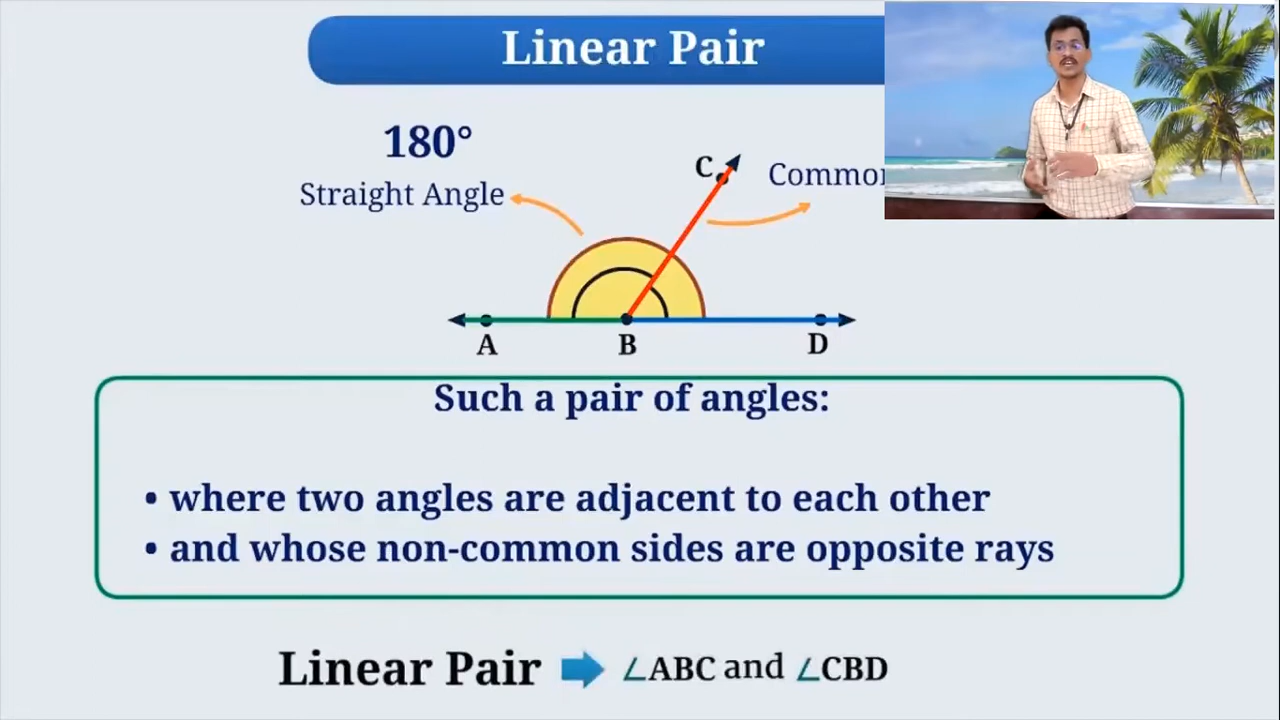 Linear Pair
180°
Straight Angle
C
A
B
D
Such a pair of angles:
• where two angles are adjacent to each other
• and whose non-common sides are opposite rays
Linear Pair ∠ABC and ∠CBD